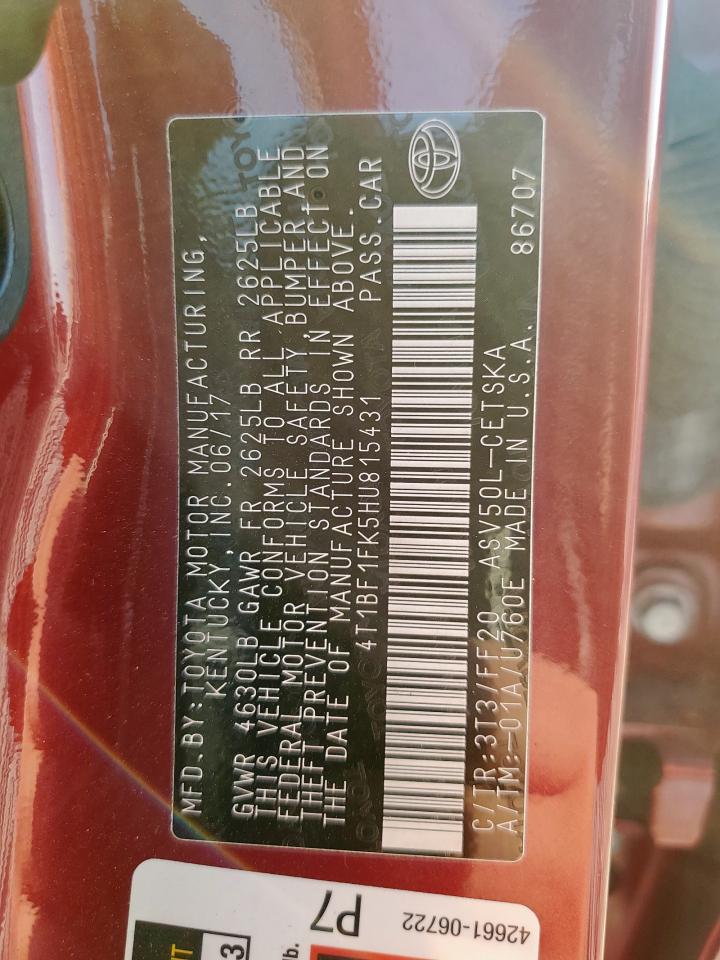 MFD.BY:TOYOTA MOTOR MANUFACTURING,
KENTUCKY,INC. 06/17
GVWR 4630LB GAWR FR 2625LB RR 2625LB
THIS VEHICLE CONFORMS TO ALL APPLICABLE
FEDERAL MOTOR VEHICLE SAFETY, BUMPER,AND
THEFT PREVENTION STANDARDS IN EFFECT ON
THE DATE OF MANUFACTURE SHOWN ABOVE.
4T1BF1FK5HU815431 PASS.CAR
C/TR:3T3/FF20 ASV50L-CETSKA
A/TM:-01A/U760E MADE IN U.S.A. 86707
P7
42661-06722
3